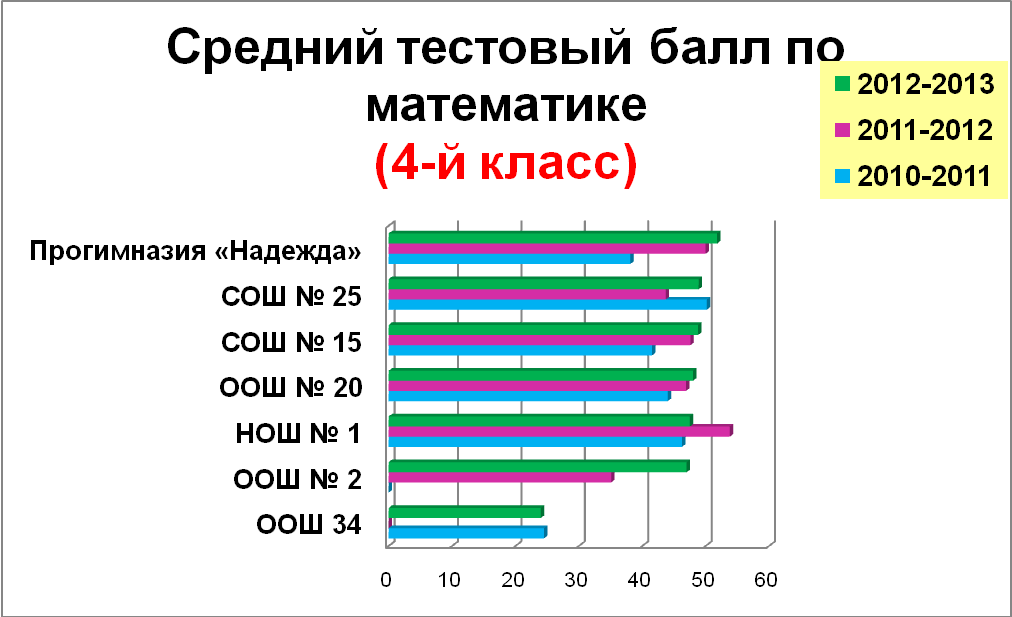 Средний тестовый балл по
математике
(4-й класс)
2012-2013
2011-2012
2010-2011
Прогимназия «Надежда»
СОШ № 25
СОШ № 15
ООШ № 20
НОШ № 1
ООШ № 2
ООШ 34
0 10 20 30 40 50 60